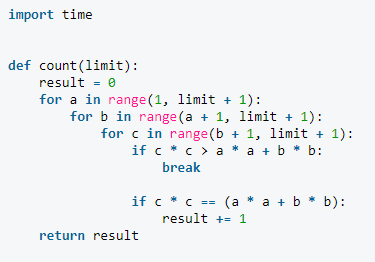 import time
def count(limit):
    result = 0
    for a in range(1, limit + 1):
        for b in range(a + 1, limit + 1):
            for c in range(b + 1, limit + 1):
                if c * c > a * a + b * b:
                    break
                if c * c == (a * a + b * b):
                    result += 1
    return result